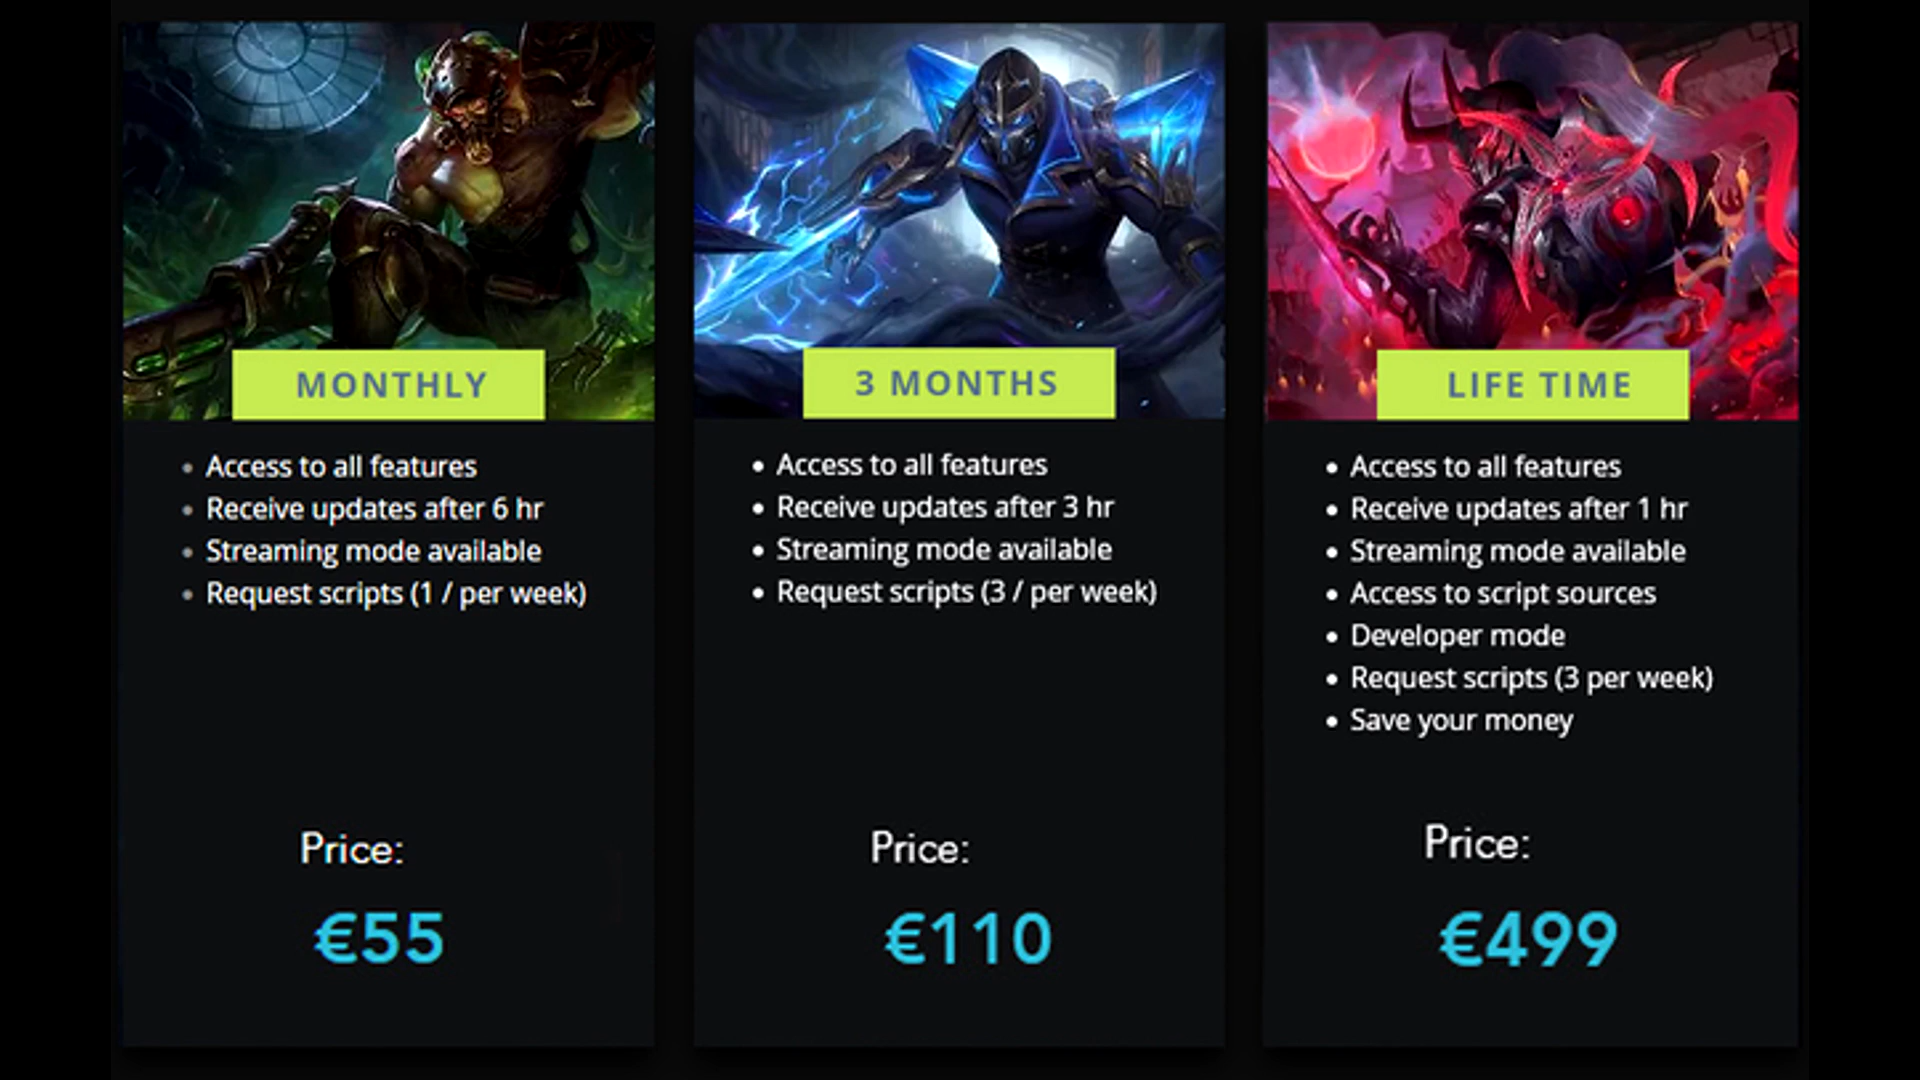 MONTHLY
• Access to all features
• Receive updates after 6 hr
• Streaming mode available
• Request scripts (1 / per week)
Price:
€55
3 MONTHS
• Access to all features
• Receive updates after 3 hr
• Streaming mode available
• Request scripts (3 / per week)
Price:
€110
LIFE TIME
• Access to all features
• Receive updates after 1 hr
• Streaming mode available
• Access to script sources
• Developer mode
• Request scripts (3 per week)
• Save your money
Price:
€499